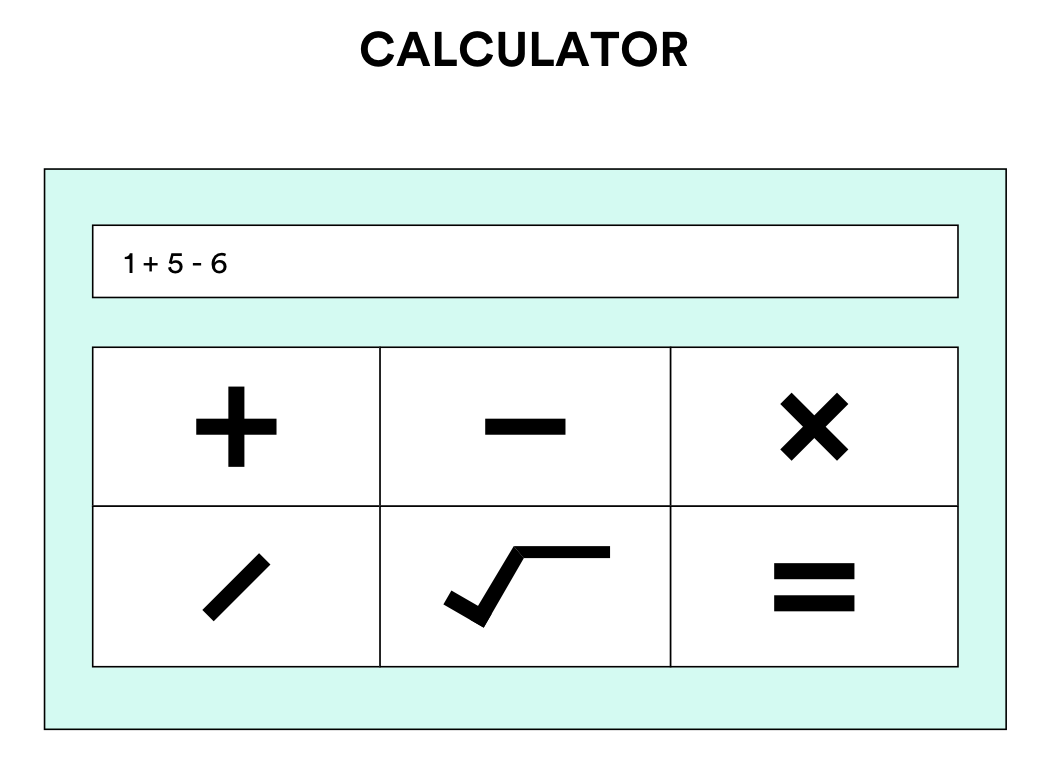 CALCULATOR
1 + 5 - 6
+ − ×
/ √ =